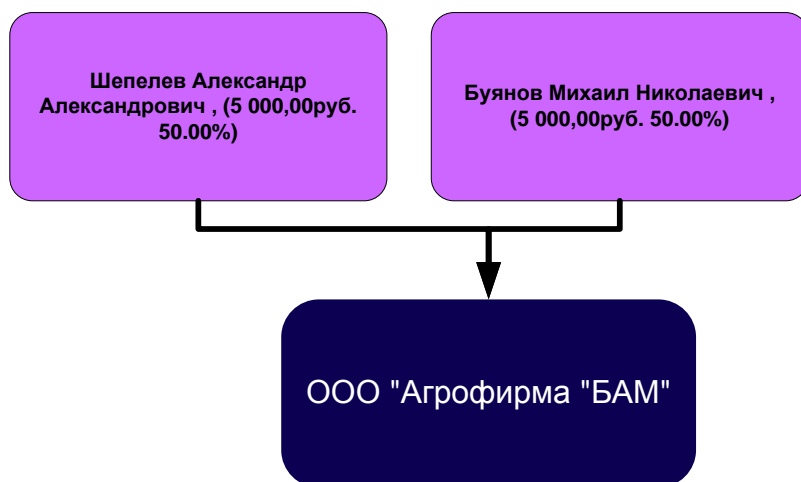 Шепелев Александр
Александрович , (5 000,00руб.
50.00%)
Буянов Михаил Николаевич ,
(5 000,00руб. 50.00%)
ООО "Агрофирма "БАМ"